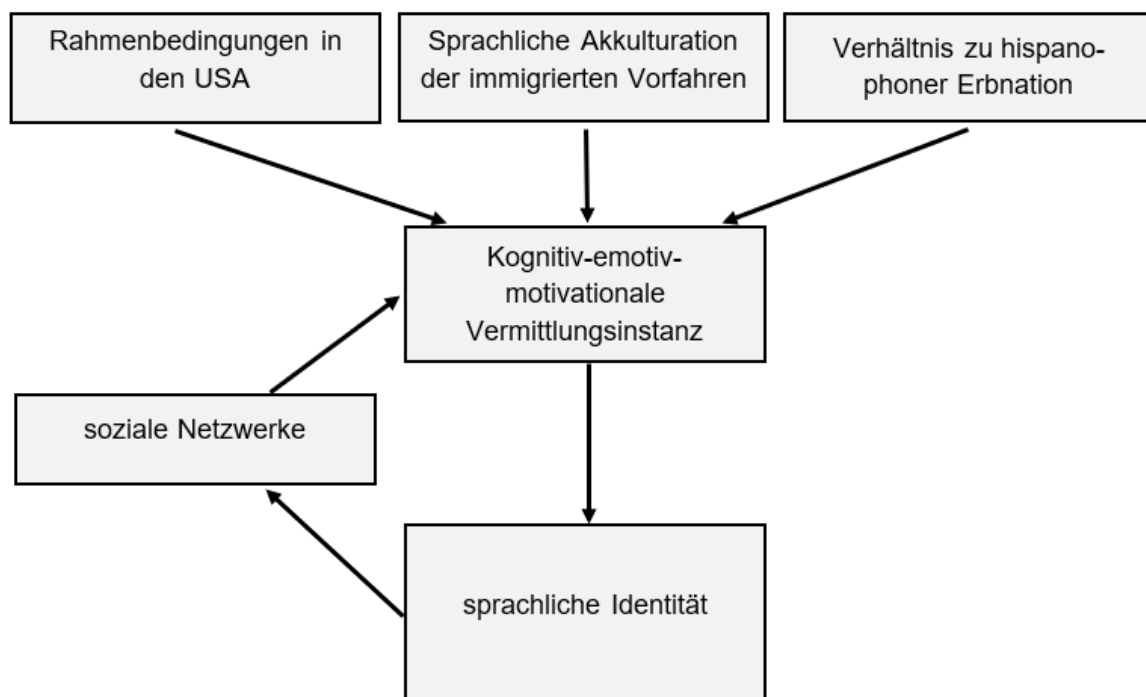 Rahmenbedingungen in
den USA
Sprachliche Akkulturation
der immigrierten Vorfahren
Verhältnis zu hispano-
phoner Erbnation
Kognitiv-emotiv-
motivationale
Vermittlungsinstanz
soziale Netzwerke
sprachliche Identität